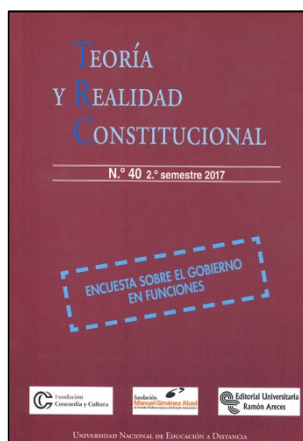 TEORÍA
Y REALIDAD
CONSTITUCIONAL
N.º 40 2.º semestre 2017
ENCUESTA SOBRE EL GOBIERNO
EN FUNCIONES
Fundación
Concordia y Cultura
fundación
Manuel Giménez Abad
Editorial Universitaria
Ramón Areces
UNIVERSIDAD NACIONAL DE EDUCACIÓN A DISTANCIA